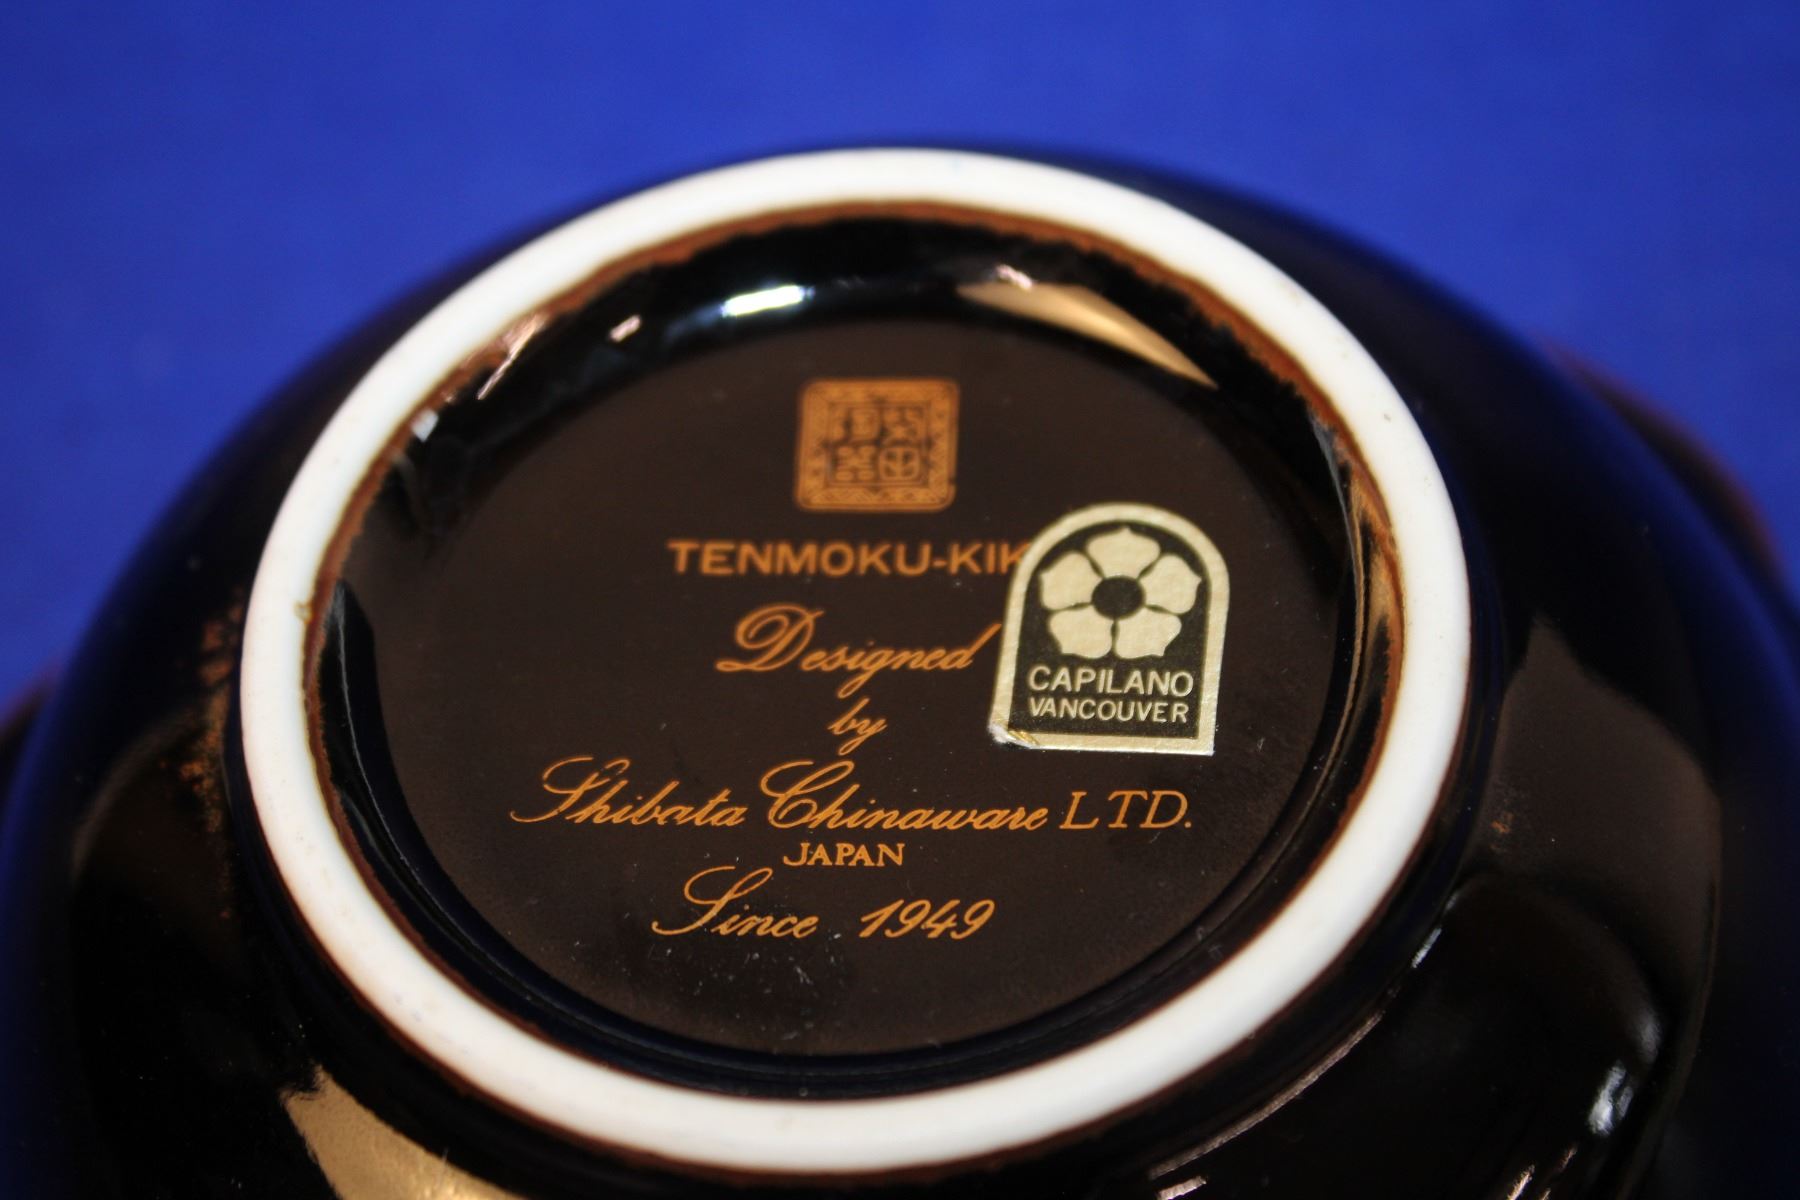 TENMOKU-KIK
Designed
by
Shibata Chinaware LTD.
JAPAN
Since 1949
CAPILANO
VANCOUVER